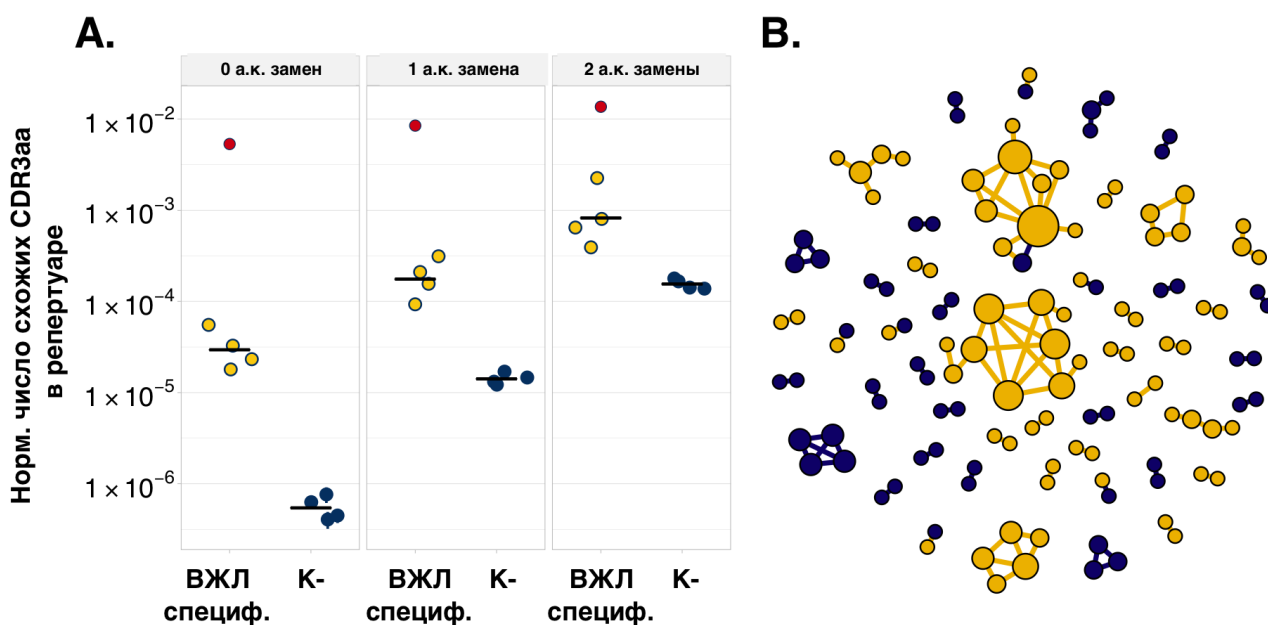 A.
B.
0 а.к. замен
1 а.к. замена
2 а.к. замены
Норм. число схожих CDR3aa
в репертуаре
1 × 10⁻²
1 × 10⁻³
1 × 10⁻⁴
1 × 10⁻⁵
1 × 10⁻⁶
ВЖЛ
специф.
К-
ВЖЛ
специф.
К-
ВЖЛ
специф.
К-